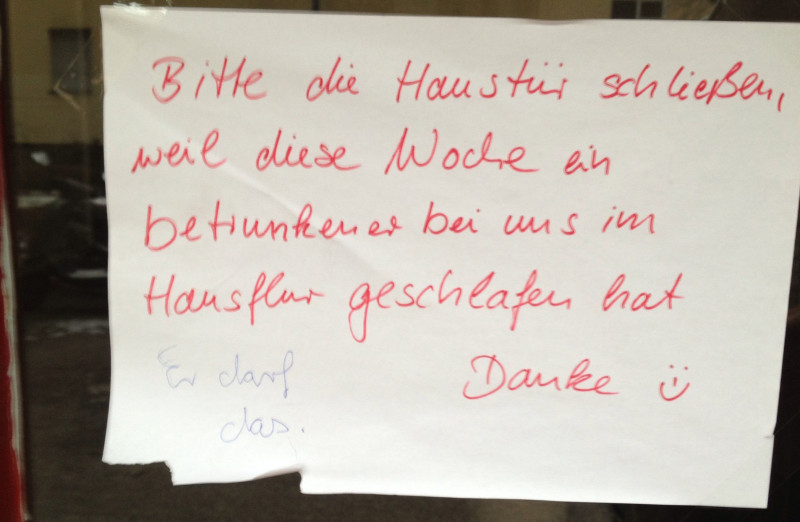 Bitte die Haustür schließen,
weil diese Woche ein
betrunkener bei uns im
Hausflur geschlafen hat
Danke ü
Er darf
das.